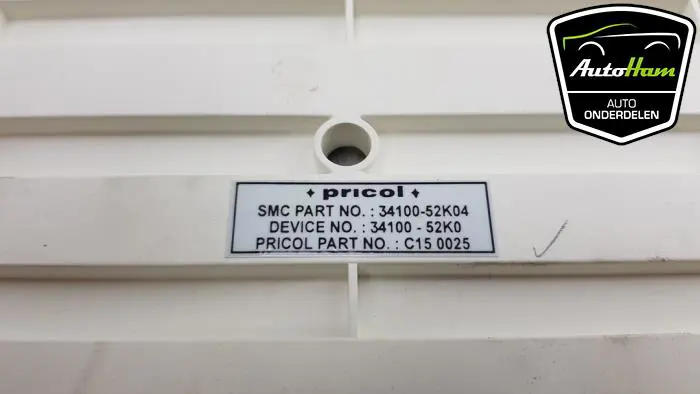 AutoHam
AUTO
ONDERDELEN
pricol
SMC PART NO. : 34100-52K04
DEVICE NO. : 34100 - 52K0
PRICOL PART NO. : C15 0025